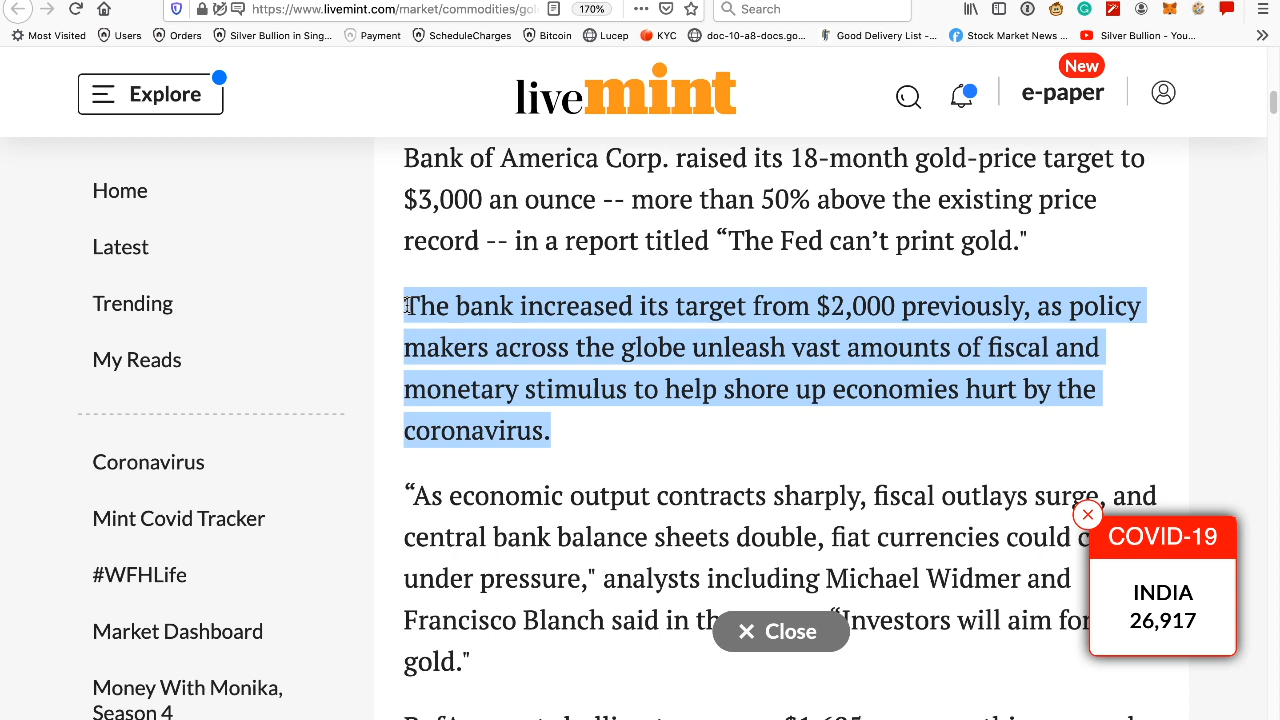 https://www.livemint.com/market/commodities/gol
170%
Search
Most Visited
Users
Orders
Silver Bullion in Sing...
Payment
ScheduleCharges
Bitcoin
Lucep
KYC
doc-10-a8-docs.go...
Good Delivery List -...
Stock Market News ...
Silver Bullion - You...
Explore
livemint
New
e-paper
Home
Latest
Trending
My Reads
Coronavirus
Mint Covid Tracker
#WFHLife
Market Dashboard
Money With Monika,
Season 4
Bank of America Corp. raised its 18-month gold-price target to
$3,000 an ounce -- more than 50% above the existing price
record -- in a report titled “The Fed can’t print gold."
The bank increased its target from $2,000 previously, as policy
makers across the globe unleash vast amounts of fiscal and
monetary stimulus to help shore up economies hurt by the
coronavirus.
“As economic output contracts sharply, fiscal outlays surge, and
central bank balance sheets double, fiat currencies could
under pressure," analysts including Michael Widmer and
Francisco Blanch said in “Investors will aim for
gold."
Close
COVID-19
INDIA
26,917